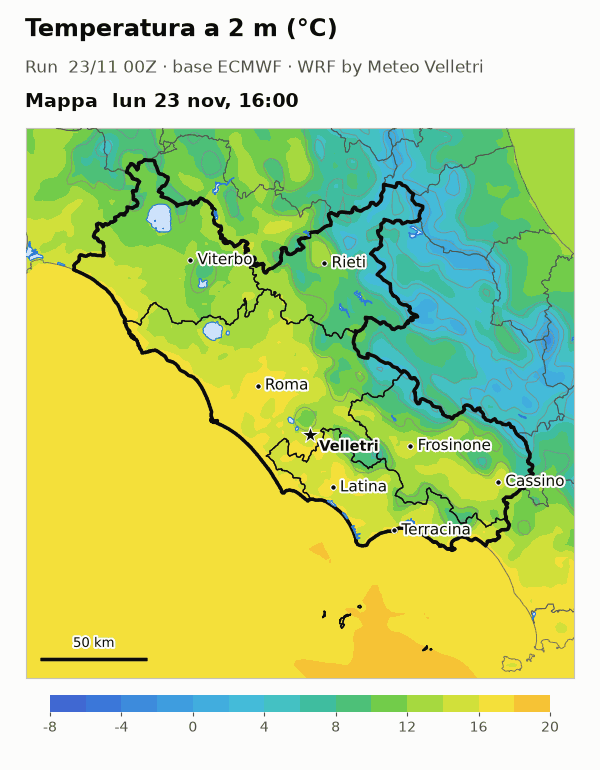 Temperatura a 2 m (°C)
Run  23/11 00Z · base ECMWF · WRF by Meteo Velletri
Mappa  lun 23 nov, 16:00
Viterbo
Rieti
Roma
Velletri
Frosinone
Latina
Cassino
Terracina
50 km
-8 -4 0 4 8 12 16 20